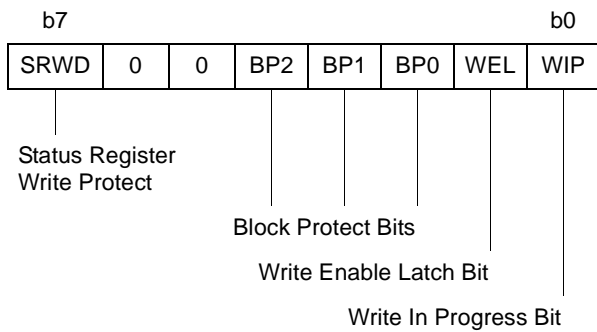 b7 b0
SRWD 0 0 BP2 BP1 BP0 WEL WIP
Status Register
Write Protect
Block Protect Bits
Write Enable Latch Bit
Write In Progress Bit